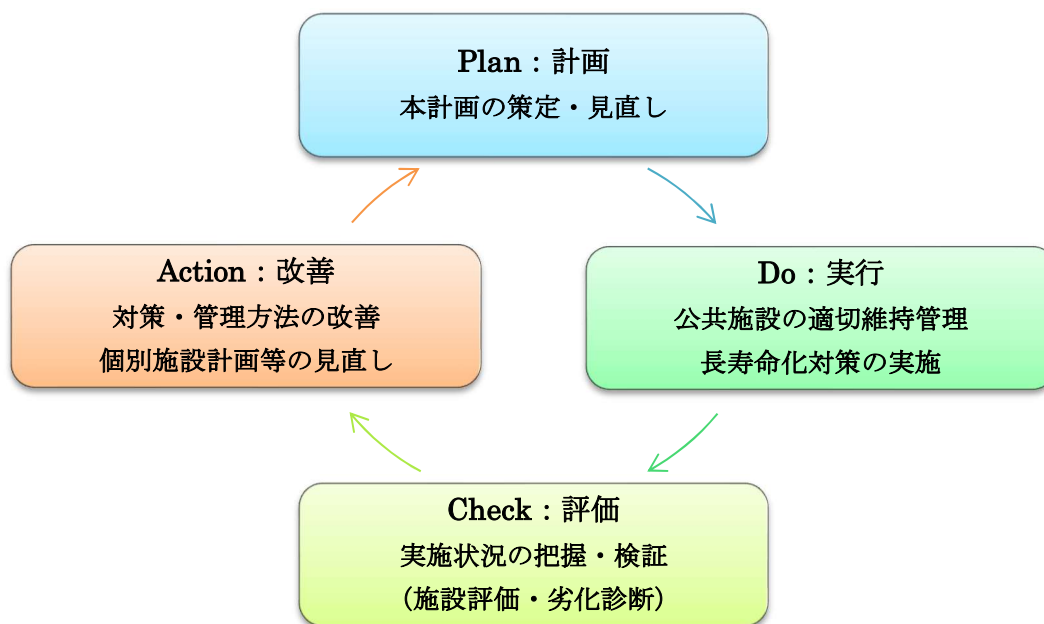 Plan：計画
本計画の策定・見直し
Action：改善
対策・管理方法の改善
個別施設計画等の見直し
Do：実行
公共施設の適切維持管理
長寿命化対策の実施
Check：評価
実施状況の把握・検証
（施設評価・劣化診断）